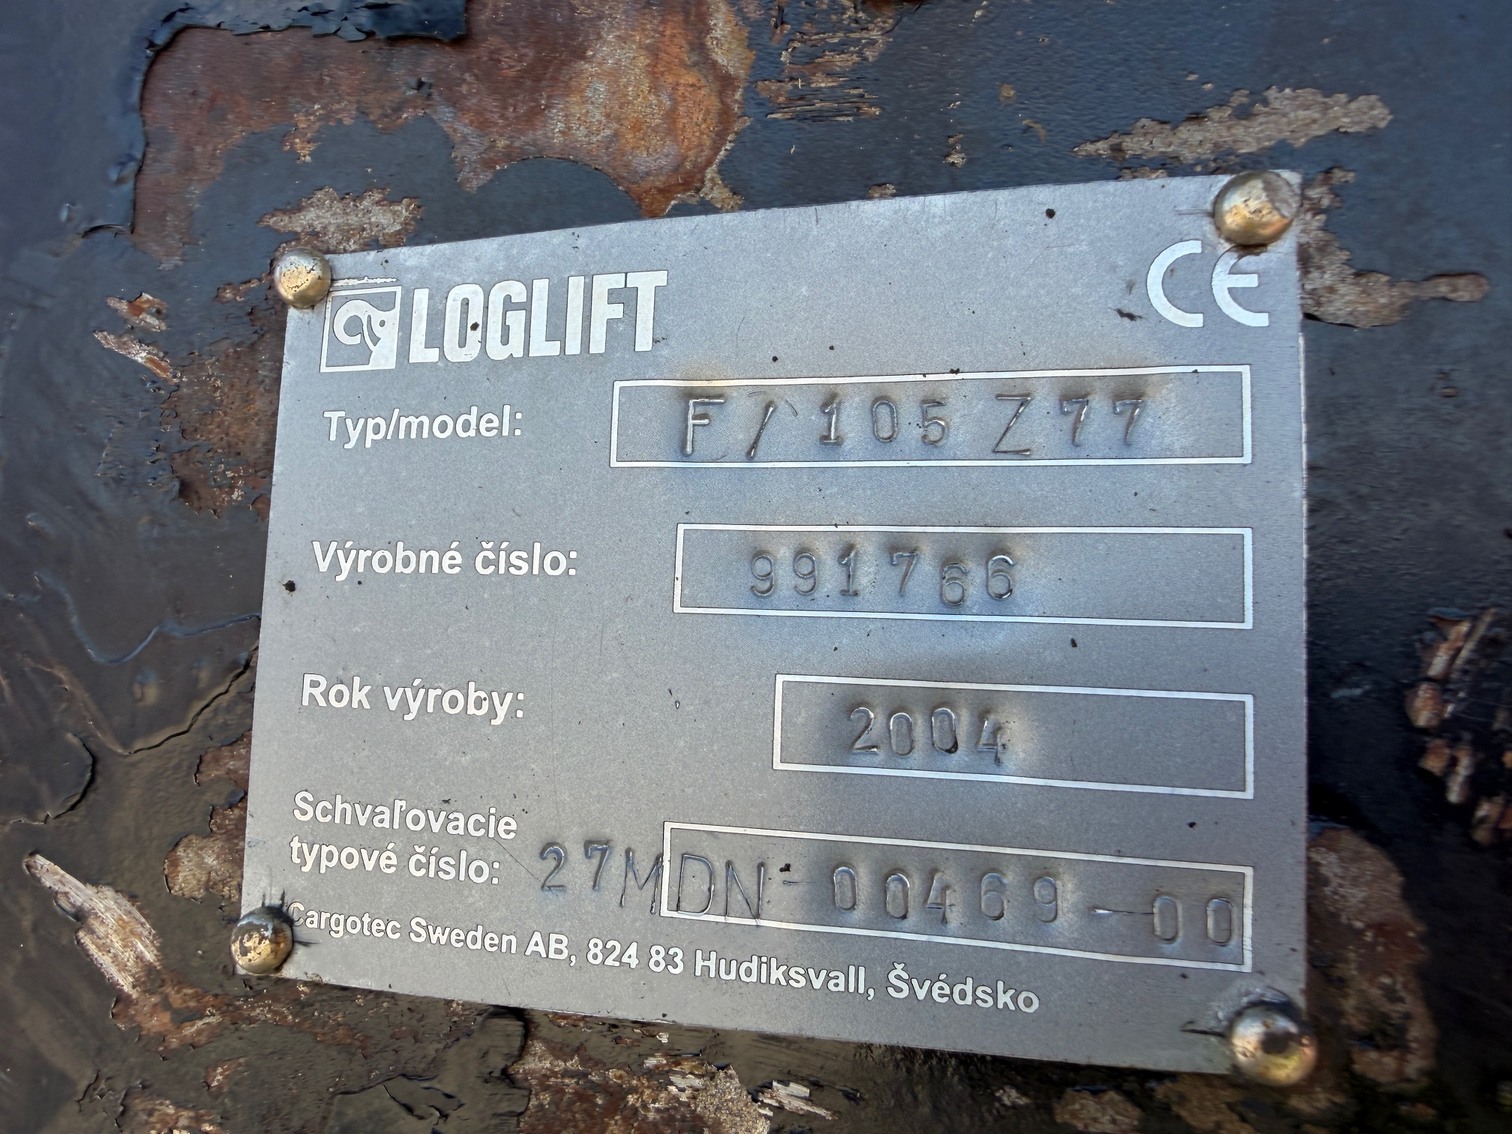 LOGLIFT CE
Typ/model: F/105 Z77
Výrobné číslo: 991766
Rok výroby: 2004
Schvaľovacie
typové číslo: 27MDN-00469-00
Cargotec Sweden AB, 824 83 Hudiksvall, Švédsko